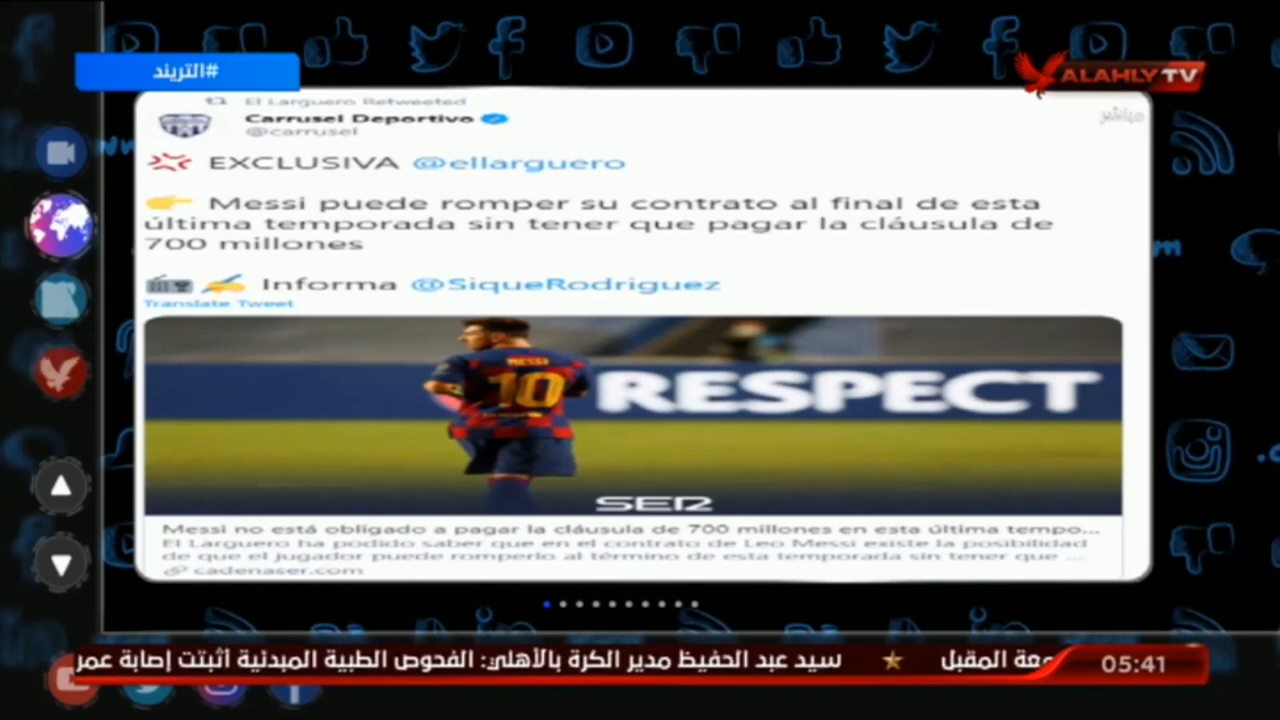 #التريند
ALAHLY TV
مباشر
El Larguero Retweeted
Carrusel Deportivo
@carrusel
EXCLUSIVA @ellarguero
Messi puede romper su contrato al final de esta
última temporada sin tener que pagar la cláusula de
700 millones
Informa @SiqueRodriguez
Translate Tweet
MESSI
10
RESPECT
SER
Messi no está obligado a pagar la cláusula de 700 millones en esta última tempo...
El Larguero ha podido saber que en el contrato de Leo Messi existe la posibilidad
de que el jugador puede romperlo al término de esta temporada sin tener que ...
cadenaser.com
المقبل ★ سيد عبد الحفيظ مدير الكرة بالأهلي: الفحوص الطبية المبدئية أثبتت إصابة عمر
05:41